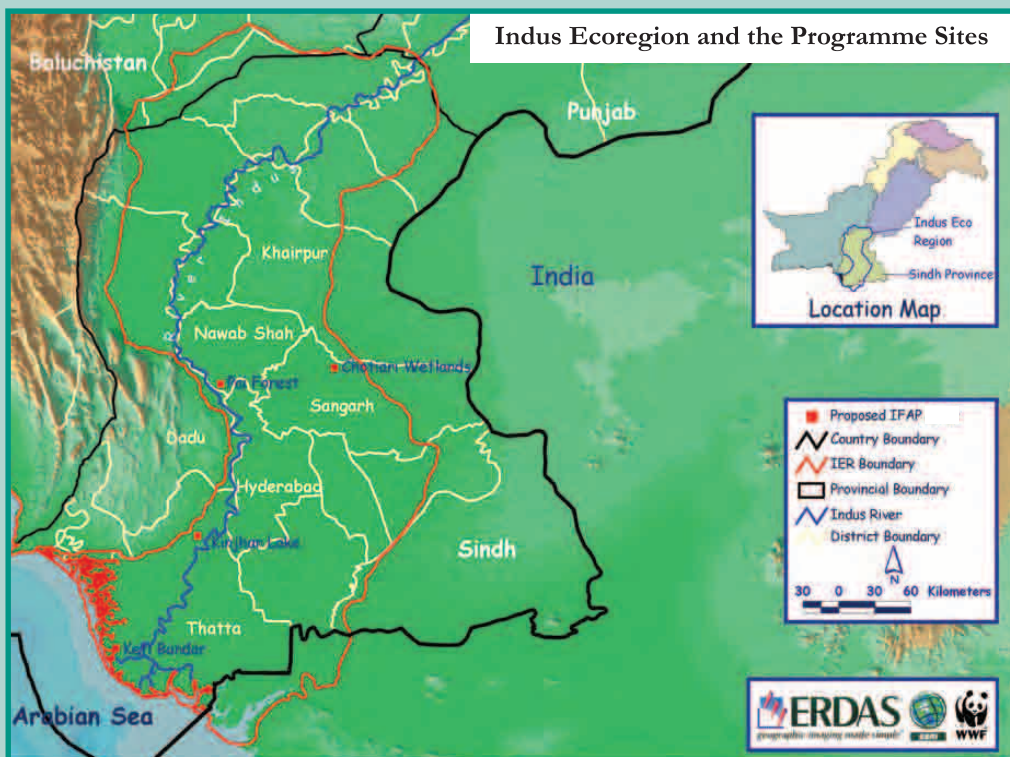 Indus Ecoregion and the Programme Sites
Baluchistan
Punjab
River Indus
Khairpur
India
Nawab Shah
Chotiari Wetlands
Pai Forest
Sangarh
Dadu
Hyderabad
Kinjhan Lake
Sindh
Thatta
Keti Bundar
Arabian Sea
Indus Eco
Region
Sindh Province
Location Map
Proposed IFAP
Country Boundary
IER Boundary
Provincial Boundary
Indus River
District Boundary
N
30 0 30 60 Kilometers
ERDAS
geographic imaging made simple
WWF